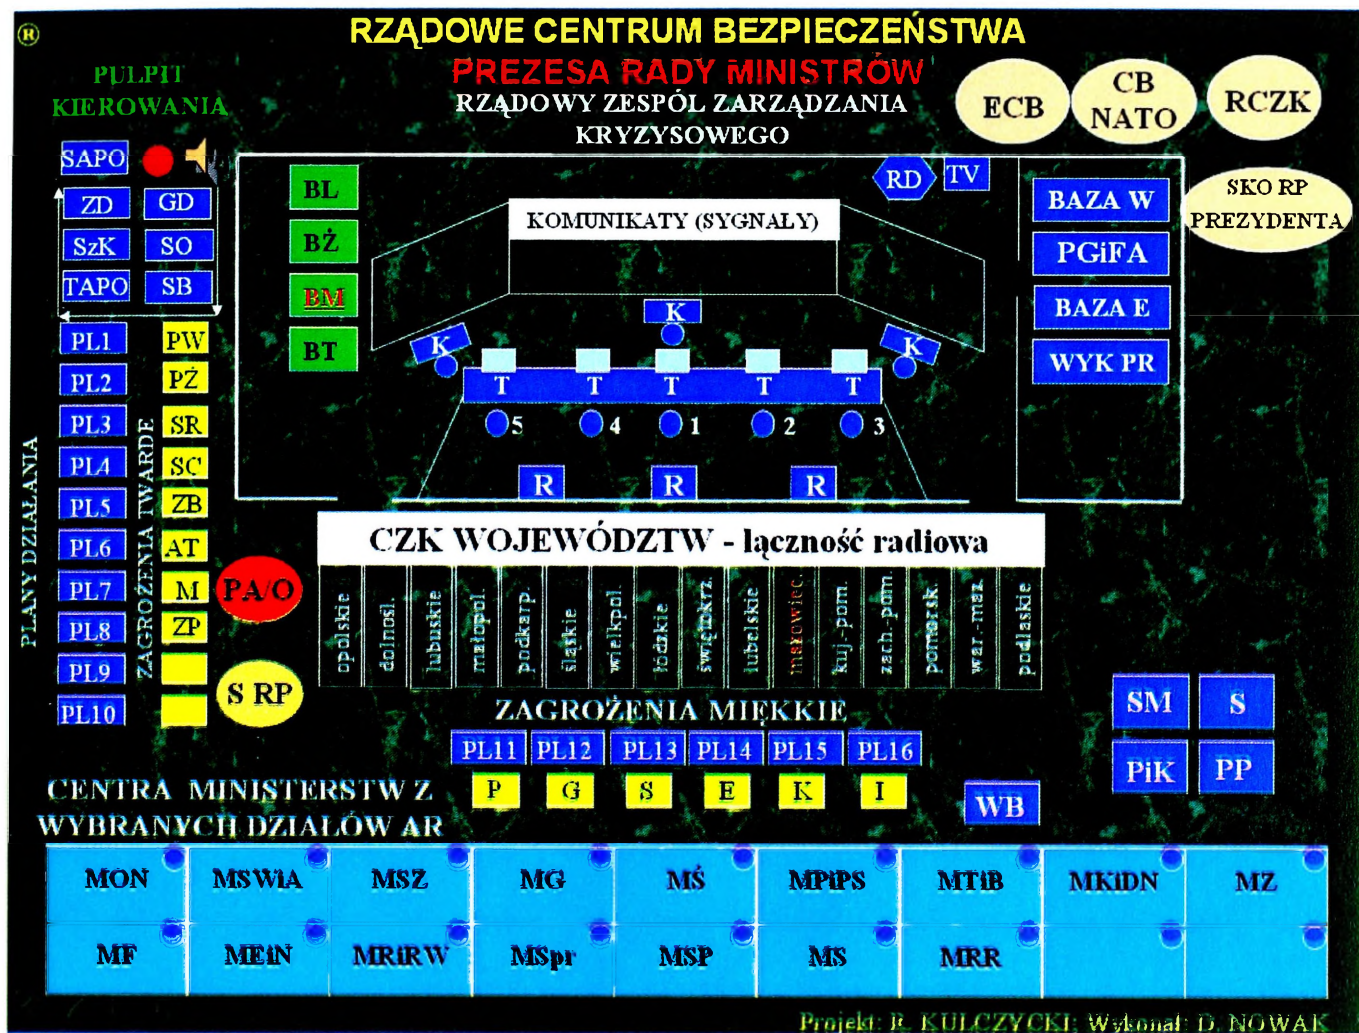 ®
RZĄDOWE CENTRUM BEZPIECZEŃSTWA
PREZESA RADY MINISTRÓW
RZĄDOWY ZESPÓL ZARZĄDZANIA
KRYZYSOWEGO
PULPIT
KIEROWANIA
ECB
CB
NATO
RCZK
SKO RP
PREZYDENTA
SAPO
ZD GD
SzK SO
TAPO SB
PLANY DZIAŁANIA
PL1
PL2
PL3
PL4
PL5
PL6
PL7
PL8
PL9
PL10
ZAGROŻENIA TWARDE
PW
PŻ
SR
SC
ZB
AT
M
ZP
PA/O
S RP
BL
BŻ
BM
BT
RD
TV
KOMUNIKATY (SYGNAŁY)
K
K K
T T T T T
5 4 1 2 3
R R R
BAZA W
PGiFA
BAZA E
WYK PR
CZK WOJEWÓDZTW - łączność radiowa
opolskie
dolnośl.
lubuskie
małopol.
podkarp.
śląskie
wielkpol.
łódzkie
świętokrz.
lubelskie
mazowiec.
kuj.-pom.
zach.-pom.
pomorsk.
war.-maz.
podlaskie
ZAGROŻENIA MIĘKKIE
PL11 PL12 PL13 PL14 PL15 PL16
P G S E K I
SM S
PiK PP
WB
CENTRA MINISTERSTW Z
WYBRANYCH DZIAŁÓW AR
MON MSWiA MSZ MG MŚ MPiPS MTiB MKiDN MZ
MF MEiN MRiRW MSpr MSP MS MRR
Projekt: R. KULCZYCKI; Wykonał: D. NOWAK